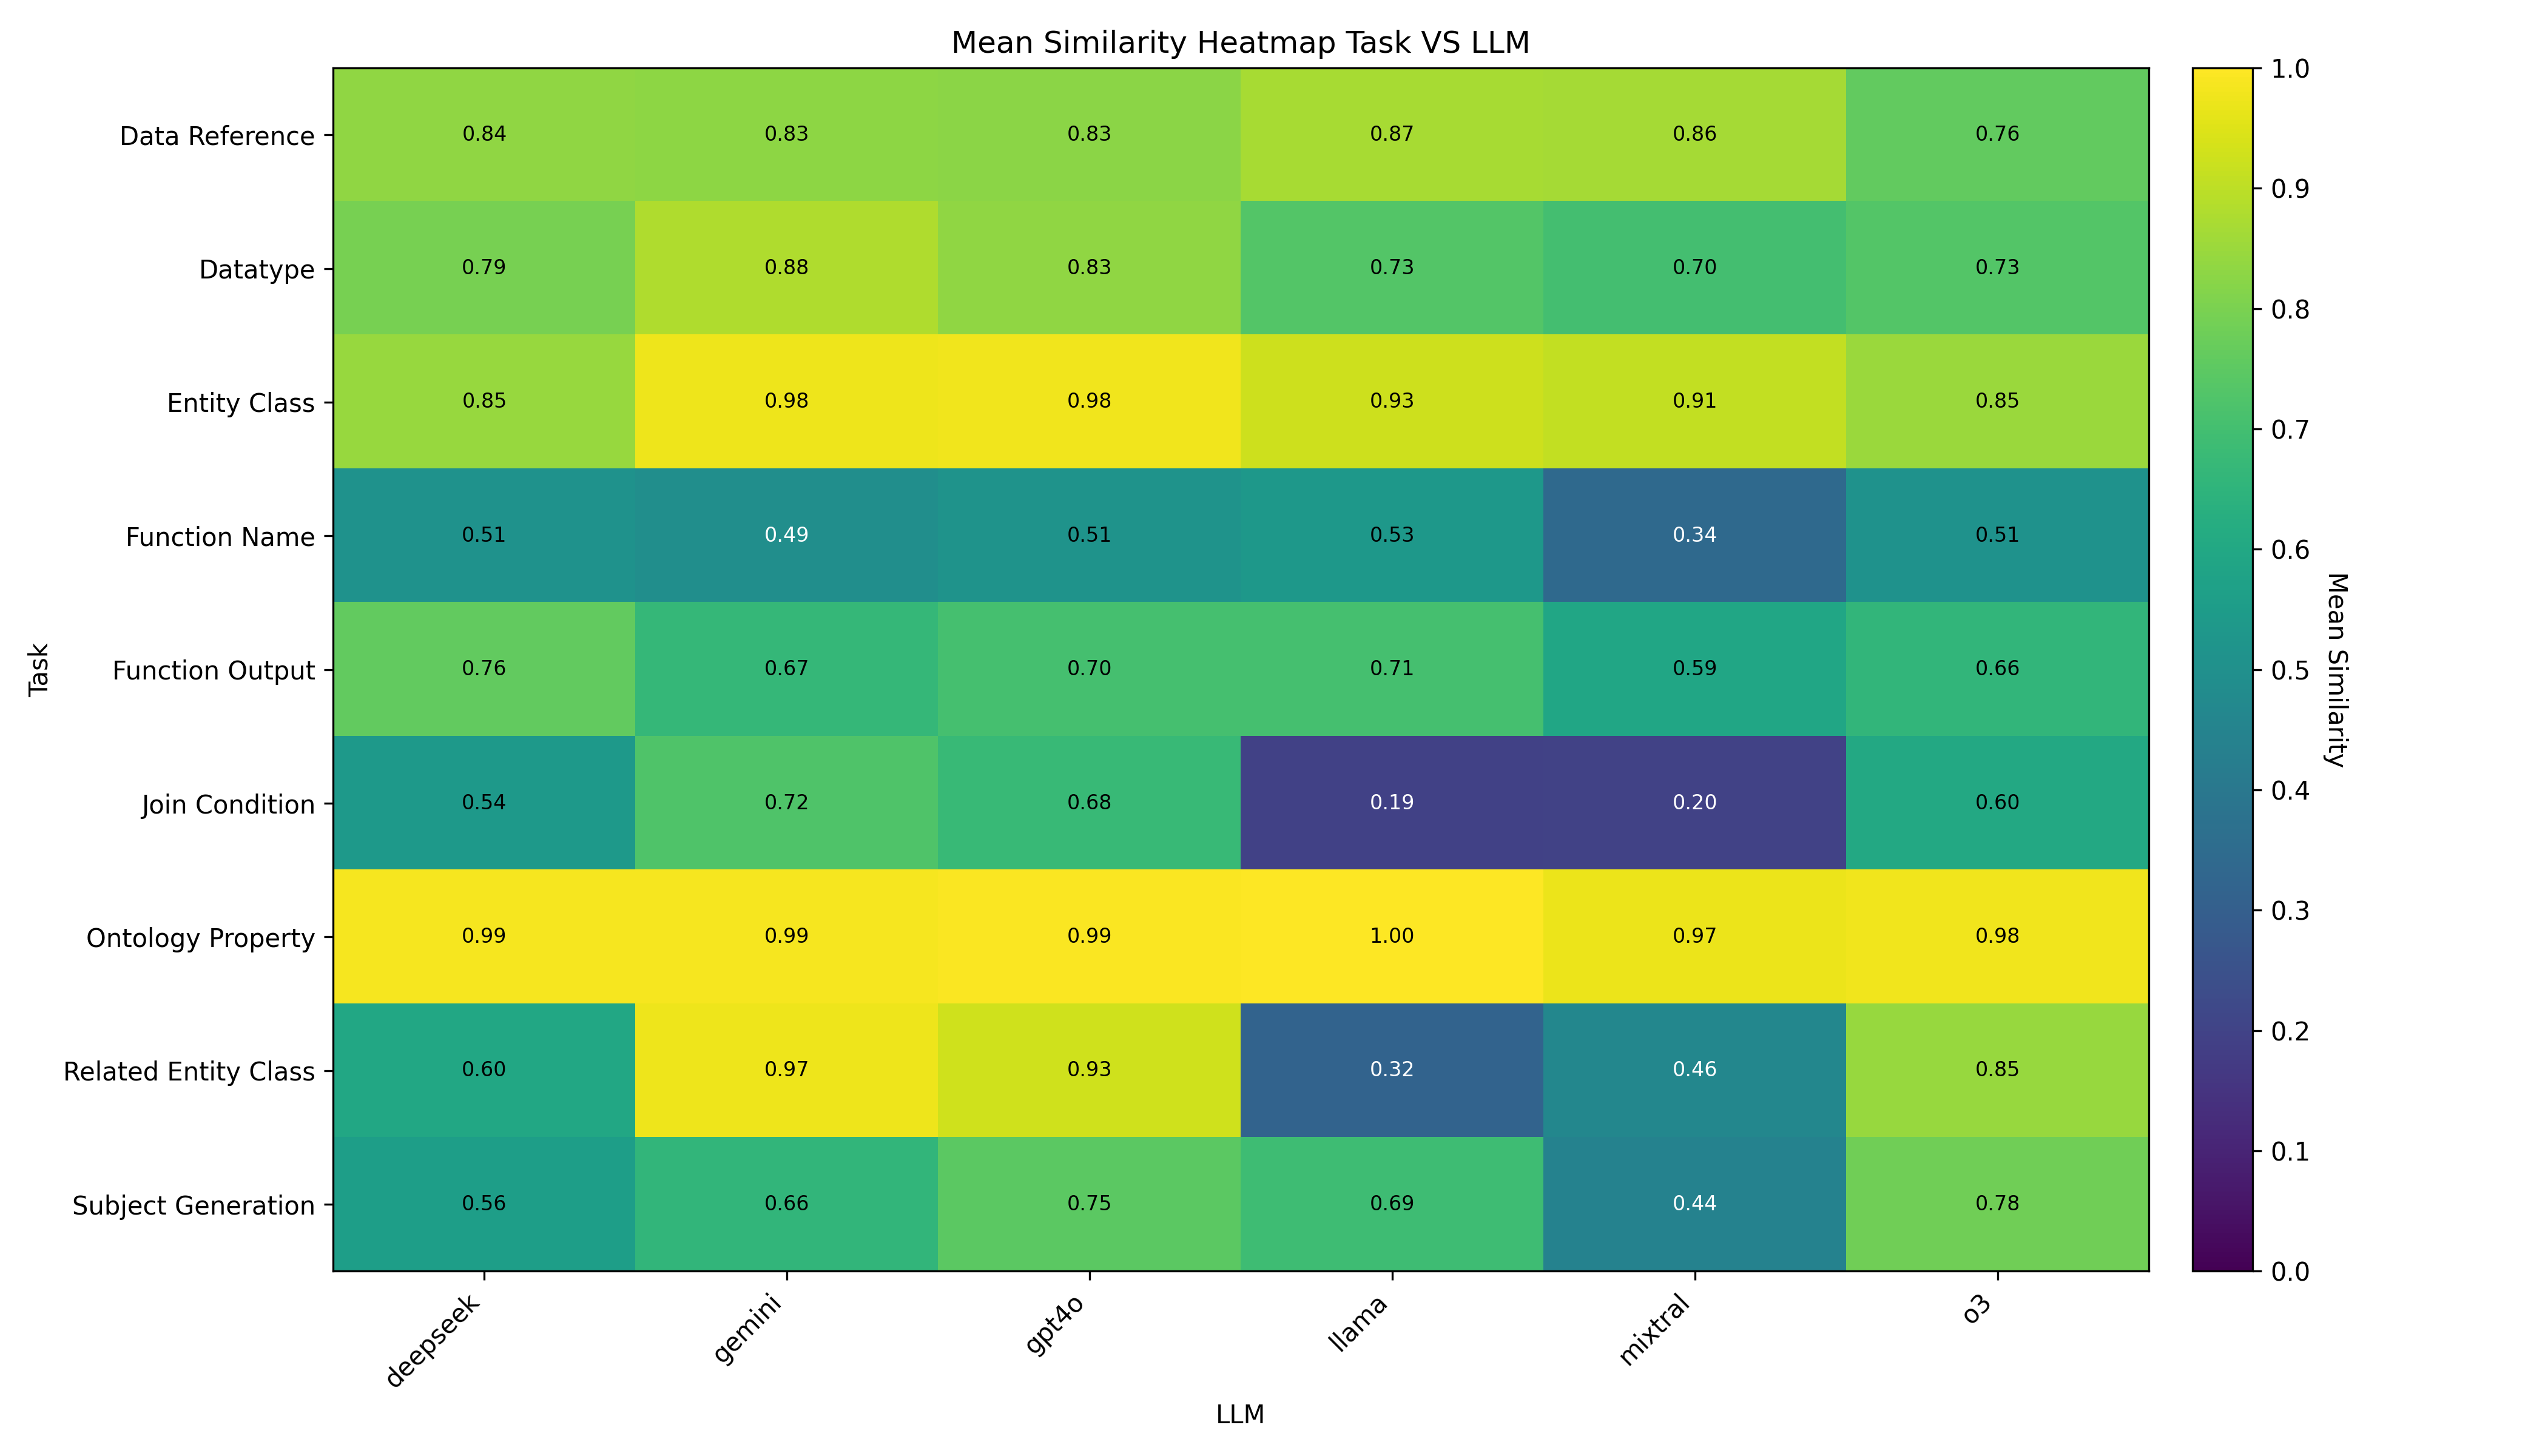 Mean Similarity Heatmap Task VS LLM
Data Reference 0.84 0.83 0.83 0.87 0.86 0.76
Datatype 0.79 0.88 0.83 0.73 0.70 0.73
Entity Class 0.85 0.98 0.98 0.93 0.91 0.85
Function Name 0.51 0.49 0.51 0.53 0.34 0.51
Function Output 0.76 0.67 0.70 0.71 0.59 0.66
Join Condition 0.54 0.72 0.68 0.19 0.20 0.60
Ontology Property 0.99 0.99 0.99 1.00 0.97 0.98
Related Entity Class 0.60 0.97 0.93 0.32 0.46 0.85
Subject Generation 0.56 0.66 0.75 0.69 0.44 0.78
Task
deepseek gemini gpt4o llama mixtral o3
LLM
1.0
0.9
0.8
0.7
0.6
0.5
0.4
0.3
0.2
0.1
0.0
Mean Similarity